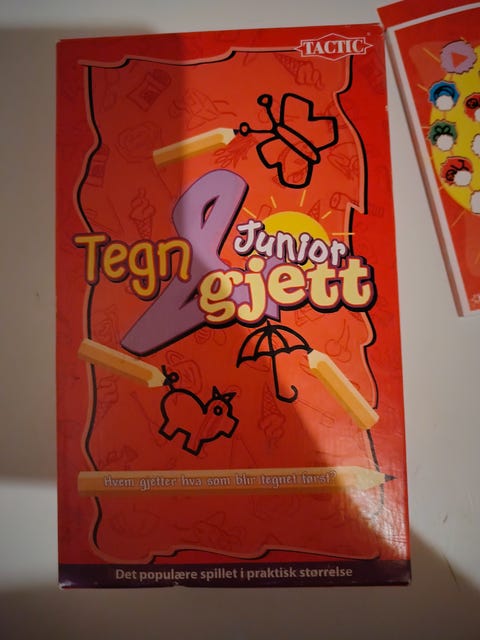 TACTIC
Tegn & Junior
gjett
Hvem gjetter hva som blir tegnet først?
Det populære spillet i praktisk størrelse